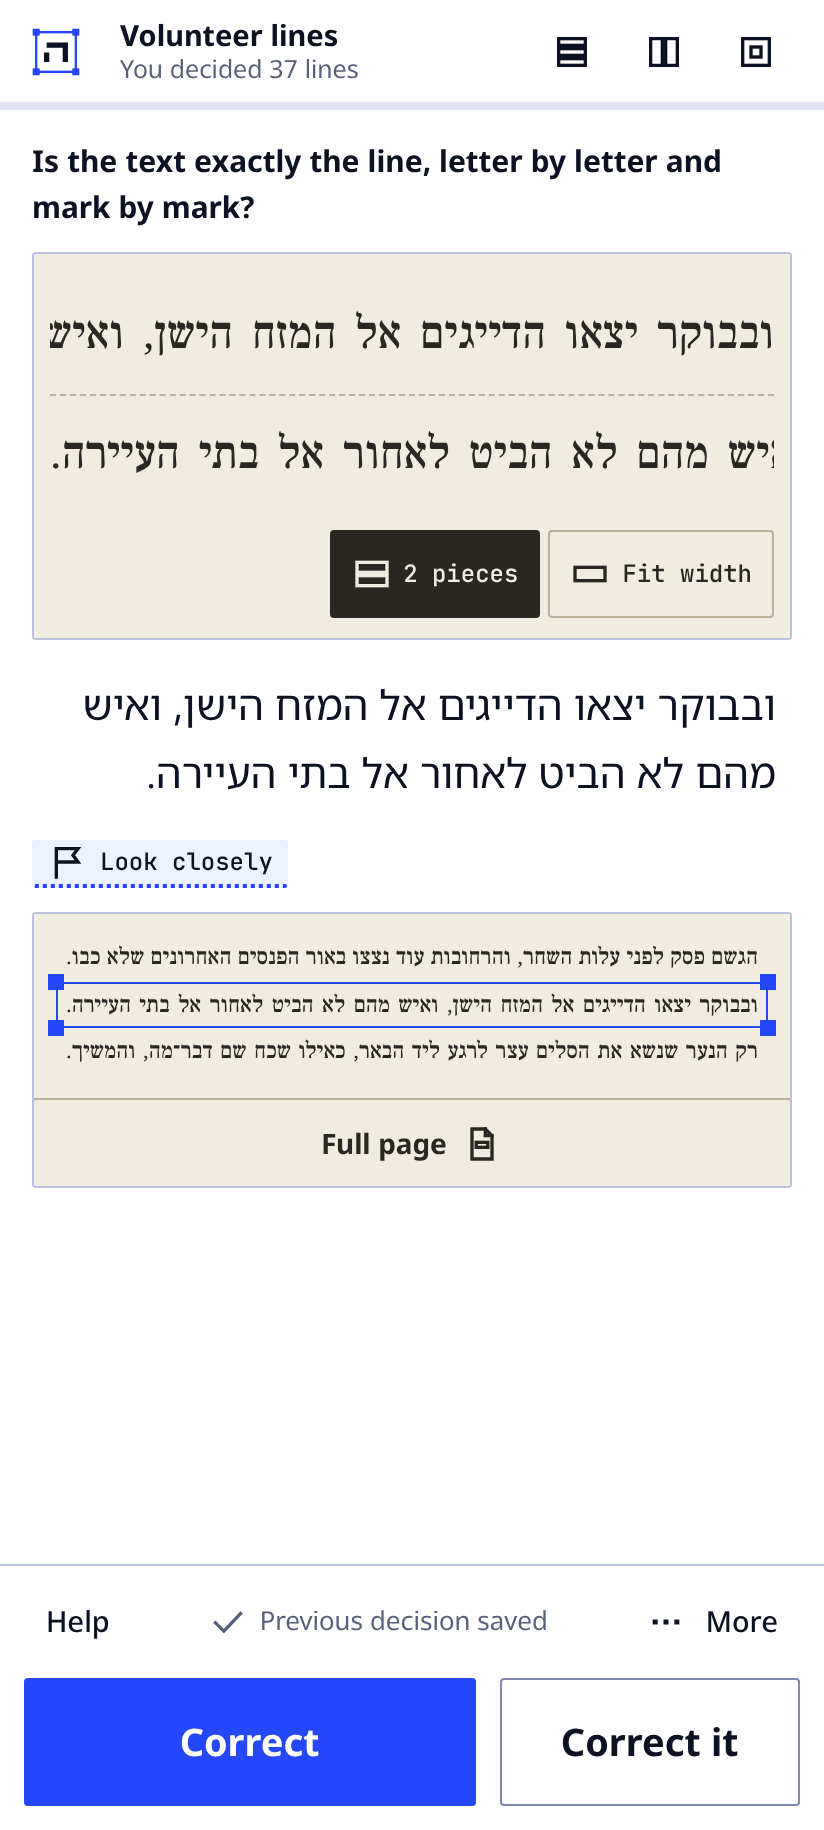 ה
Volunteer lines
You decided 37 lines
Is the text exactly the line, letter by letter and
mark by mark?
ובבוקר יצאו הדייגים אל המזח הישן, ואיש
איש מהם לא הביט לאחור אל בתי העיירה.
2 pieces
Fit width
ובבוקר יצאו הדייגים אל המזח הישן, ואיש
מהם לא הביט לאחור אל בתי העיירה.
Look closely
הגשם פסק לפני עלות השחר, והרחובות עוד נצצו באור הפנסים האחרונים שלא כבו.
ובבוקר יצאו הדייגים אל המזח הישן, ואיש מהם לא הביט לאחור אל בתי העיירה.
רק הנער שנשא את הסלים עצר לרגע ליד הבאר, כאילו שכח שם דבר־מה, והמשיך.
Full page
Help
Previous decision saved
More
Correct
Correct it